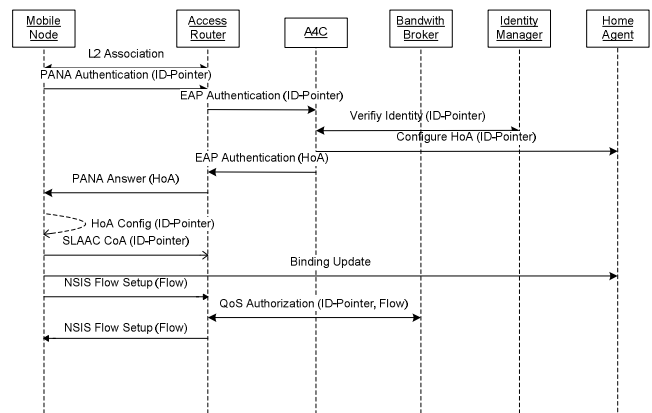 Mobile
Node
Access
Router
A4C
Bandwith
Broker
Identity
Manager
Home
Agent
L2 Association
PANA Authentication (ID-Pointer)
EAP Authentication (ID-Pointer)
Verifiy Identity (ID-Pointer)
Configure HoA (ID-Pointer)
EAP Authentication (HoA)
PANA Answer (HoA)
HoA Config (ID-Pointer)
SLAAC CoA (ID-Pointer)
Binding Update
NSIS Flow Setup (Flow)
QoS Authorization (ID-Pointer, Flow)
NSIS Flow Setup (Flow)